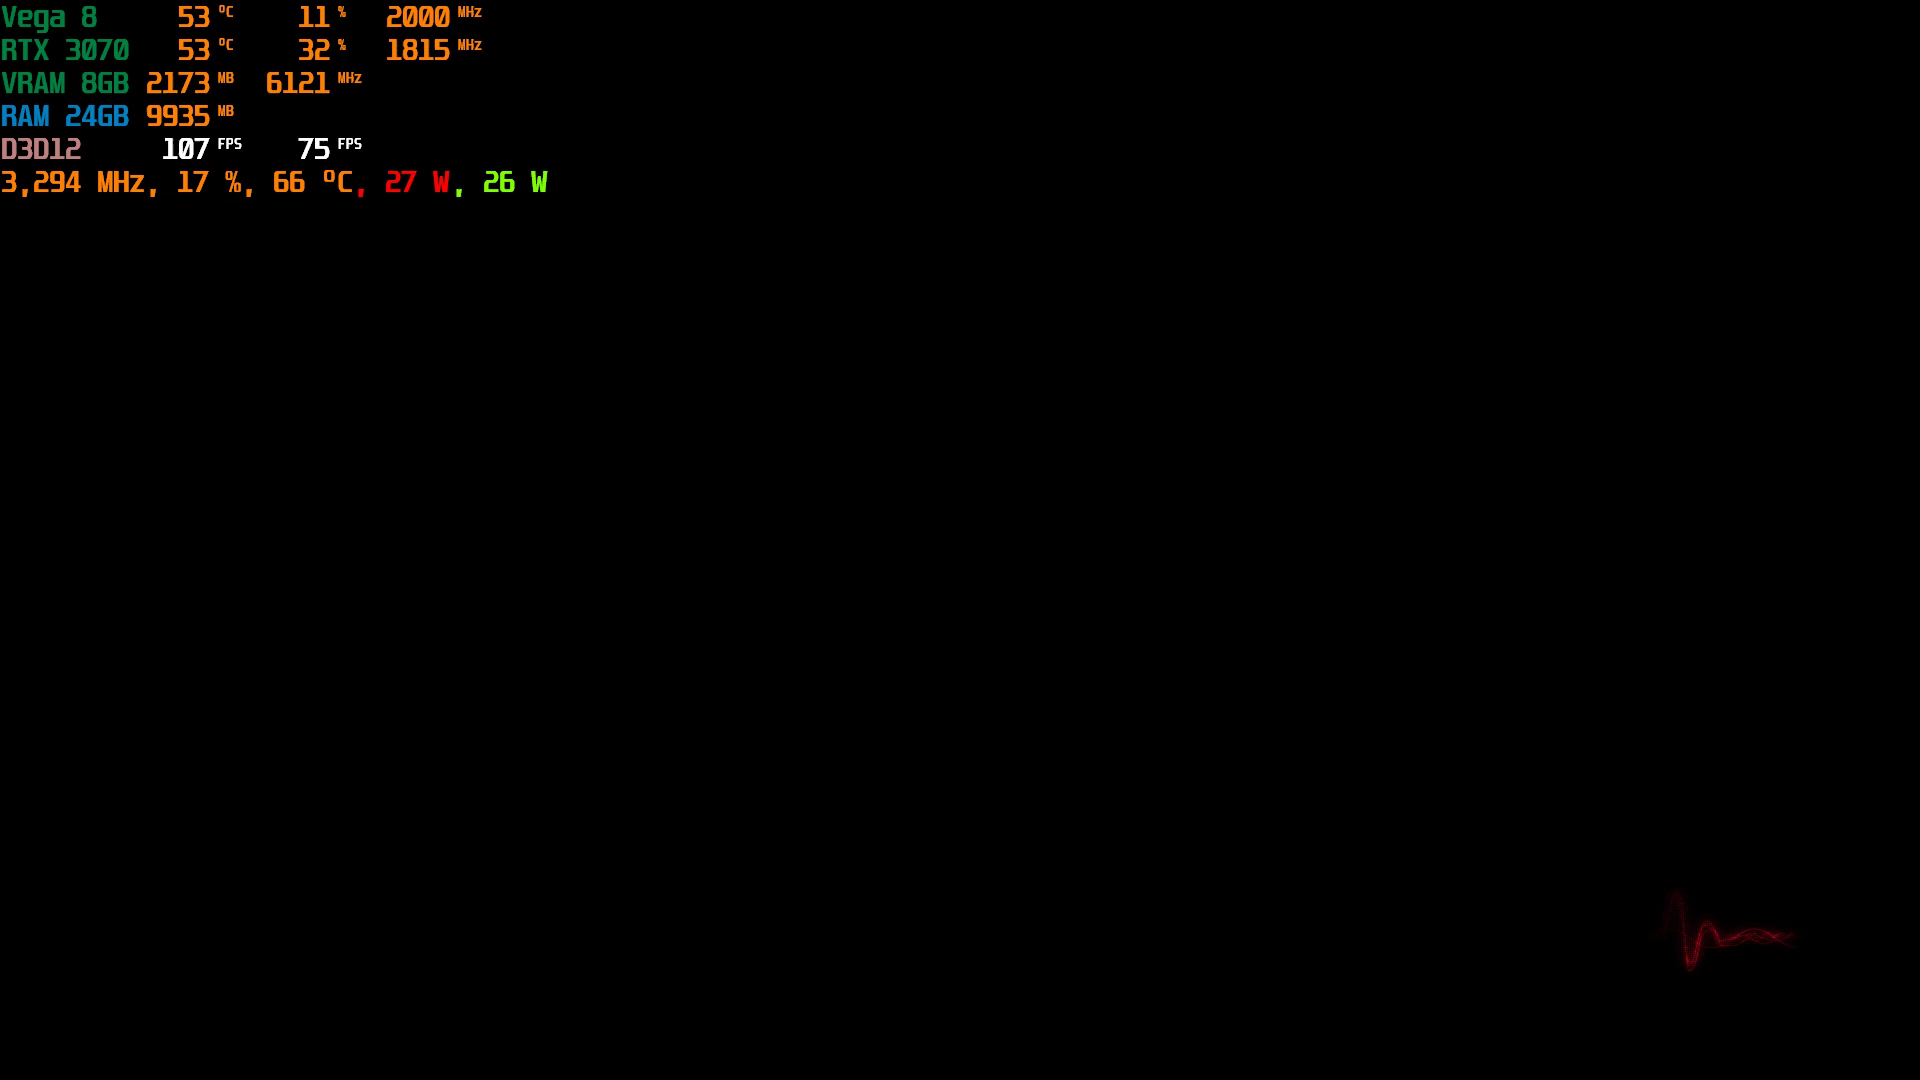 Vega 8 53 °C 11 % 2000 MHz
RTX 3070 53 °C 32 % 1815 MHz
VRAM 8GB 2173 MB 6121 MHz
RAM 24GB 9935 MB
D3D12 107 FPS 75 FPS
3,294 MHz, 17 %, 66 °C, 27 W, 26 W